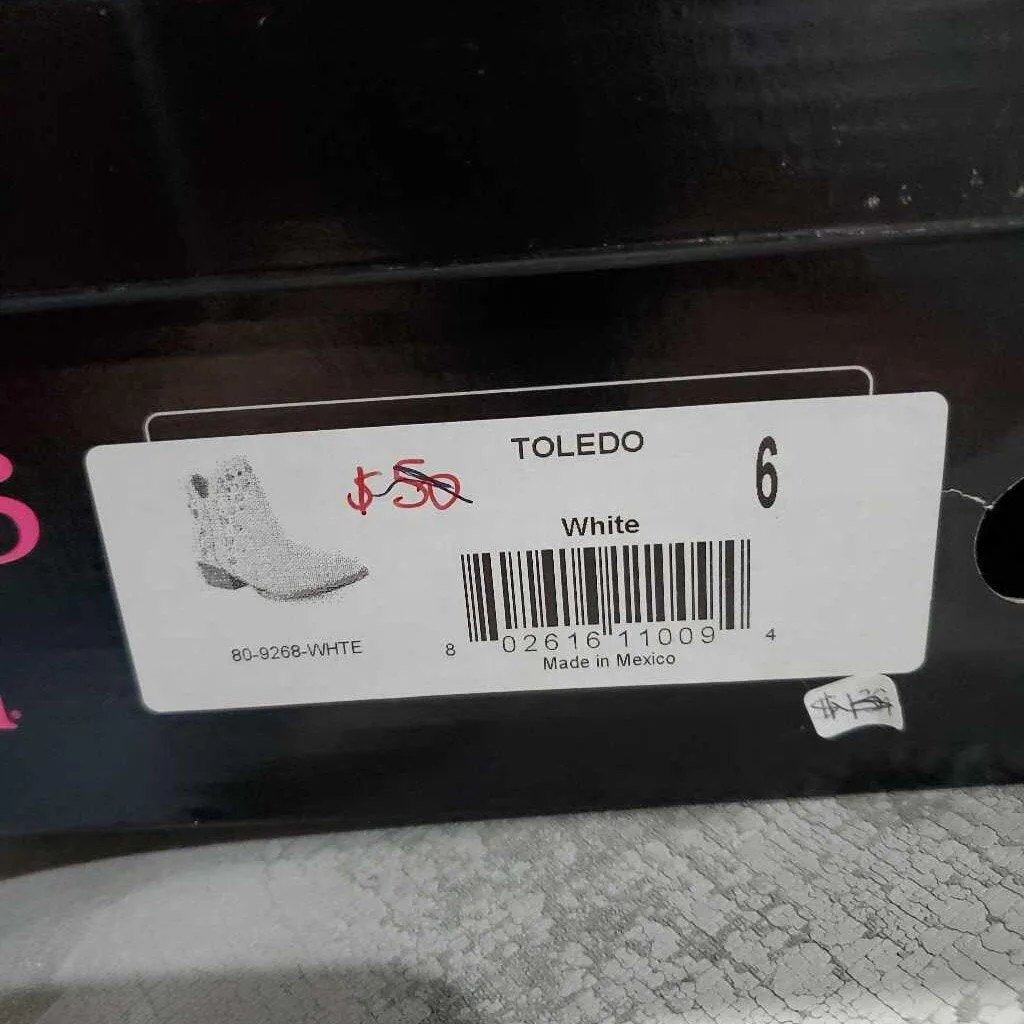 TOLEDO
6
$50
White
8 02616 11009 4
80-9268-WHTE
Made in Mexico